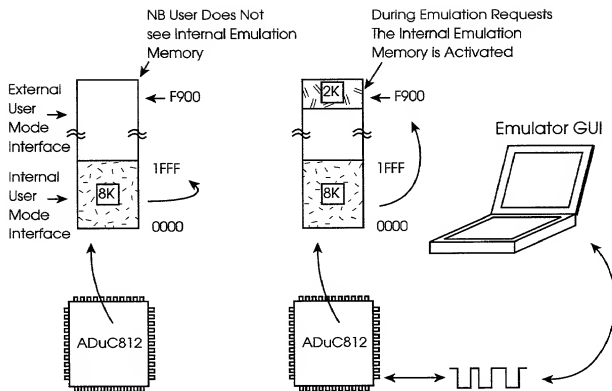 NB User Does Not
see Internal Emulation
Memory
During Emulation Requests
The Internal Emulation
Memory is Activated
External
User
Mode
Interface
F900
2K
F900
Emulator GUI
1FFF
1FFF
Internal
User
Mode
Interface
8K
8K
0000
0000
ADuC812
ADuC812